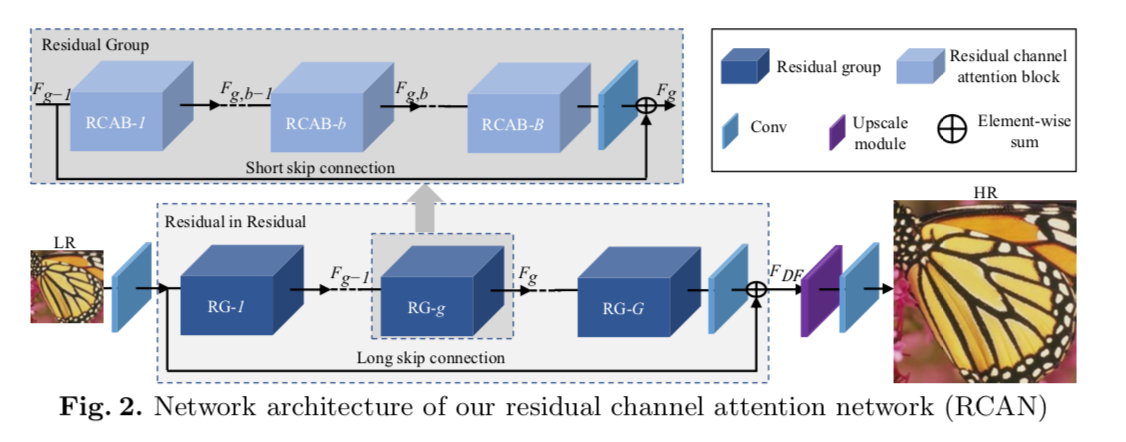 Residual Group
F_{g-1}
RCAB-1
F_{g,b-1}
RCAB-b
F_{g,b}
RCAB-B
F_g
Short skip connection
Residual group
Residual channel
attention block
Conv
Upscale
module
Element-wise
sum
Residual in Residual
LR
RG-1
F_{g-1}
RG-g
F_g
RG-G
F_{DF}
HR
Long skip connection
Fig. 2. Network architecture of our residual channel attention network (RCAN)